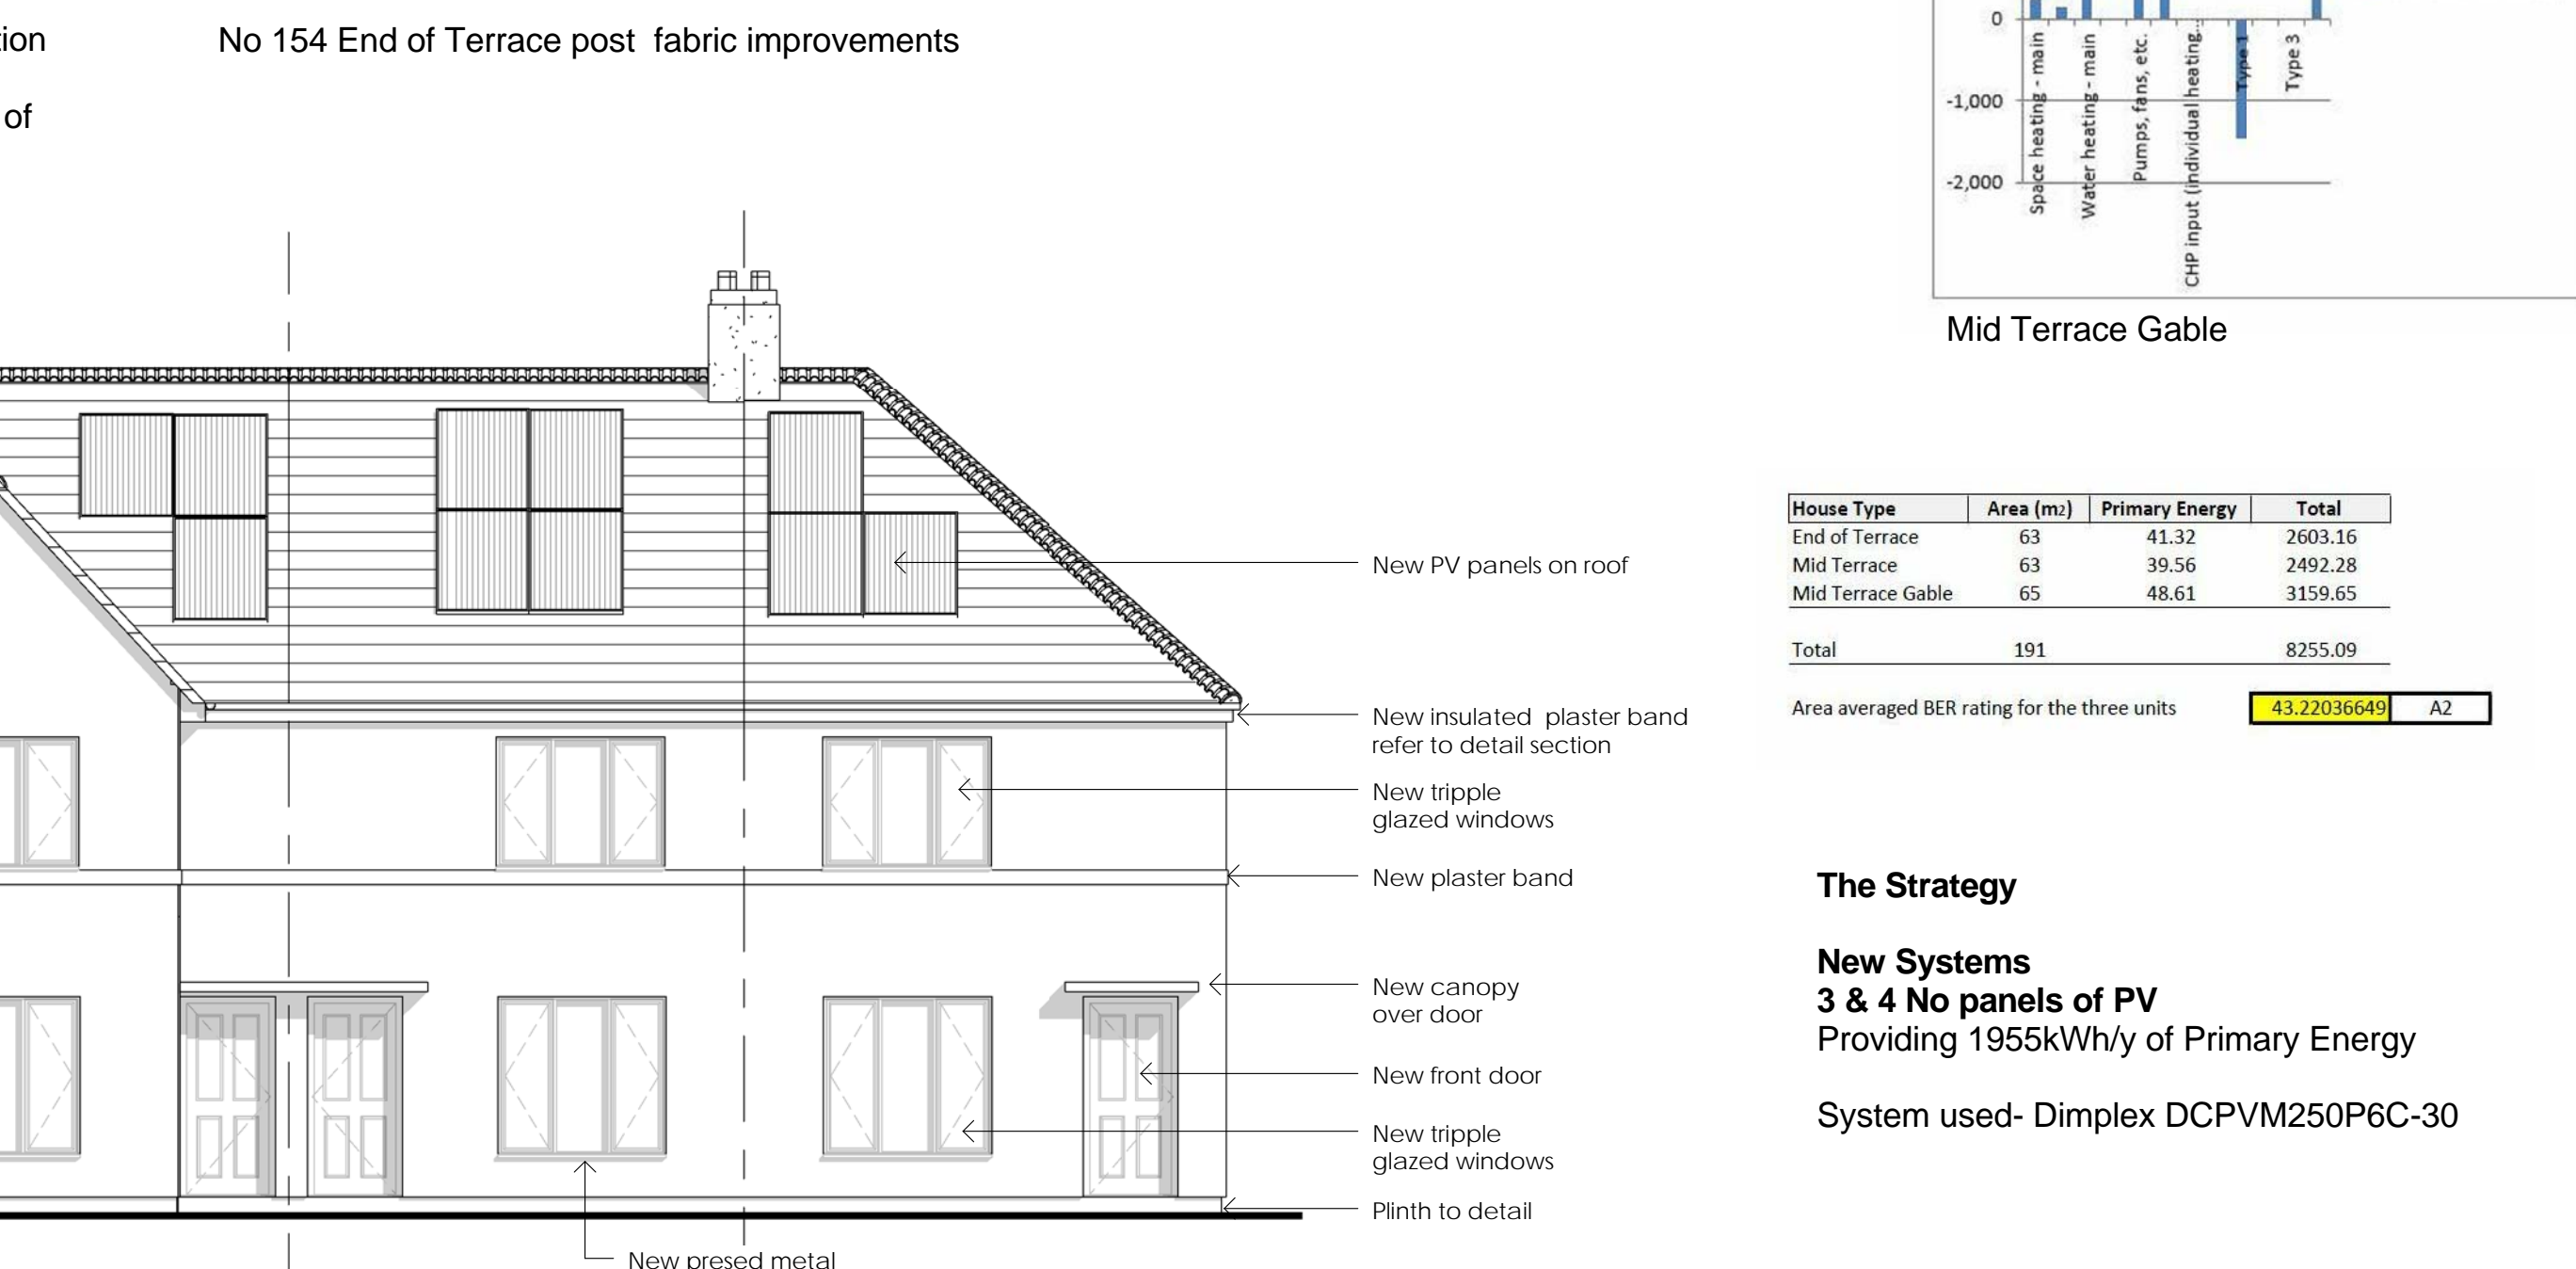 tion
of
No 154 End of Terrace post fabric improvements
New PV panels on roof
New insulated plaster band
refer to detail section
New tripple
glazed windows
New plaster band
New canopy
over door
New front door
New tripple
glazed windows
Plinth to detail
New presed metal
0
-1,000
-2,000
Space heating - main
Water heating - main
Pumps, fans, etc.
CHP input (individual heating...
Type 1
Type 3
Mid Terrace Gable
House Type Area (m2) Primary Energy Total
End of Terrace 63 41.32 2603.16
Mid Terrace 63 39.56 2492.28
Mid Terrace Gable 65 48.61 3159.65
Total 191 8255.09
Area averaged BER rating for the three units 43.22036649 A2
The Strategy
New Systems
3 & 4 No panels of PV
Providing 1955kWh/y of Primary Energy
System used- Dimplex DCPVM250P6C-30